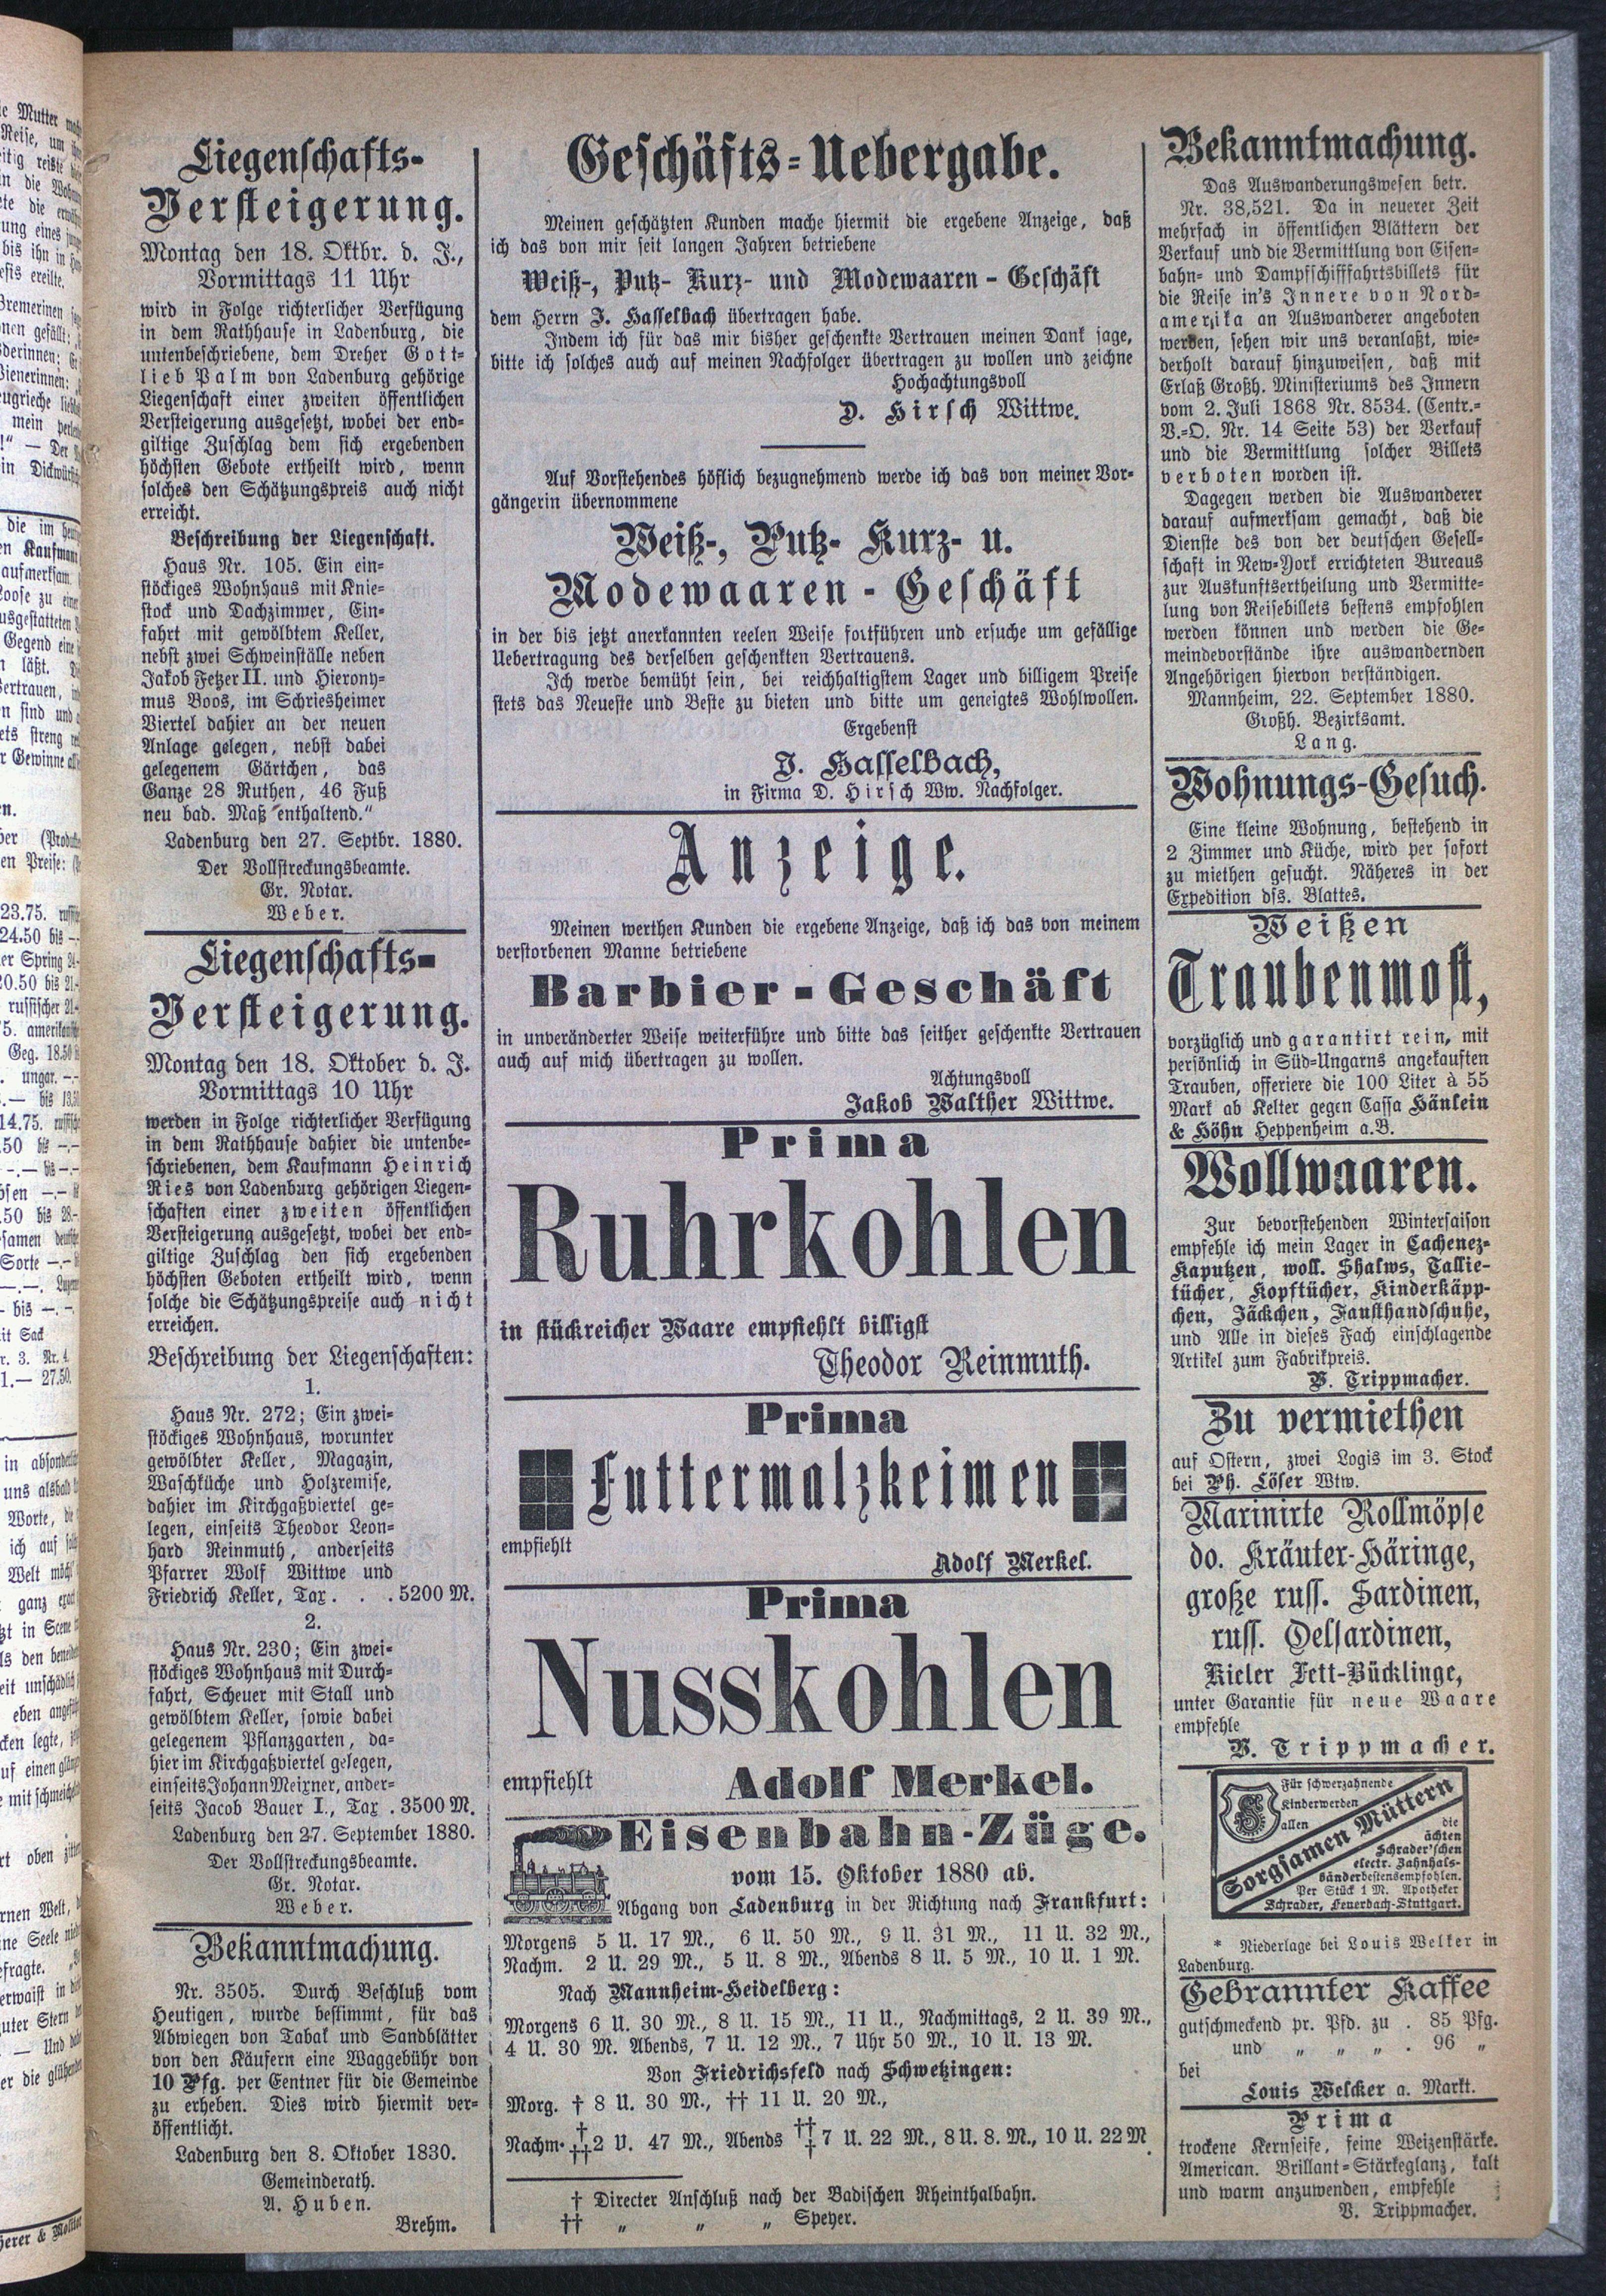 Liegenschafts-
Versteigerung.
Montag den 18. Oktbr. d. J.,
Vormittags 11 Uhr
wird in Folge richterlicher Verfügung
in dem Rathhause in Ladenburg, die
untenbeschriebene, dem Dreher Gott-
lieb Palm von Ladenburg gehörige
Liegenschaft einer zweiten öffentlichen
Versteigerung ausgesetzt, wobei der end-
giltige Zuschlag dem sich ergebenden
höchsten Gebote ertheilt wird, wenn
solches den Schätzungspreis auch nicht
erreicht.
Beschreibung der Liegenschaft.
Haus Nr. 105. Ein ein-
stöckiges Wohnhaus mit Knie-
stock und Dachzimmer, Ein-
fahrt mit gewölbtem Keller,
nebst zwei Schweinställe neben
Jakob Fetzer II. und Hierony-
mus Boos, im Schriesheimer
Viertel dahier an der neuen
Anlage gelegen, nebst dabei
gelegenem Gärtchen, das
Ganze 28 Ruthen, 46 Fuß
neu bad. Maß enthaltend."
Ladenburg den 27. Septbr. 1880.
Der Vollstreckungsbeamte.
Gr. Notar.
Weber.
Liegenschafts-
Versteigerung.
Montag den 18. Oktober d. J.
Vormittags 10 Uhr
werden in Folge richterlicher Verfügung
in dem Rathhause dahier die untenbe-
schriebenen, dem Kaufmann Heinrich
Ries von Ladenburg gehörigen Liegen-
schaften einer zweiten öffentlichen
Versteigerung ausgesetzt, wobei der end-
giltige Zuschlag den sich ergebenden
höchsten Geboten ertheilt wird, wenn
solche die Schätzungspreise auch nicht
erreichen.
Beschreibung der Liegenschaften:
1.
Haus Nr. 272; Ein zwei-
stöckiges Wohnhaus, worunter
gewölbter Keller, Magazin,
Waschküche und Holzremise,
dahier im Kirchgaßviertel ge-
legen, einseits Theodor Leon-
hard Reinmuth, anderseits
Pfarrer Wolf Wittwe und
Friedrich Keller, Tax . . . 5200 M.
2.
Haus Nr. 230; Ein zwei-
stöckiges Wohnhaus mit Durch-
fahrt, Scheuer mit Stall und
gewölbtem Keller, sowie dabei
gelegenem Pflanzgarten, da-
hier im Kirchgaßviertel gelegen,
einseits Johann Meixner, ander-
seits Jacob Bauer I., Tax . 3500 M.
Ladenburg den 27. September 1880.
Der Vollstreckungsbeamte.
Gr. Notar.
Weber.
Bekanntmachung.
Nr. 3505. Durch Beschluß vom
Heutigen, wurde bestimmt, für das
Abwiegen von Tabak und Sandblätter
von den Käufern eine Waggebühr von
10 Pfg. per Centner für die Gemeinde
zu erheben. Dies wird hiermit ver-
öffentlicht.
Ladenburg den 8. Oktober 1830.
Gemeinderath.
A. Huben.
Brehm.
Geschäfts-Uebergabe.
Meinen geschätzten Kunden mache hiermit die ergebene Anzeige, daß
ich das von mir seit langen Jahren betriebene
Weiß-, Putz- Kurz- und Modewaaren-Geschäft
dem Herrn J. Hasselbach übertragen habe.
Indem ich für das mir bisher geschenkte Vertrauen meinen Dank sage,
bitte ich solches auch auf meinen Nachfolger übertragen zu wollen und zeichne
Hochachtungsvoll
D. Hirsch Wittwe.
Auf Vorstehendes höflich bezugnehmend werde ich das von meiner Vor-
gängerin übernommene
Weiß-, Putz- Kurz- u.
Modewaaren-Geschäft
in der bis jetzt anerkannten reelen Weise fortführen und ersuche um gefällige
Uebertragung des derselben geschenkten Vertrauens.
Ich werde bemüht sein, bei reichhaltigstem Lager und billigem Preise
stets das Neueste und Beste zu bieten und bitte um geneigtes Wohlwollen.
Ergebenst
J. Hasselbach,
in Firma D. Hirsch Ww. Nachfolger.
Anzeige.
Meinen werthen Kunden die ergebene Anzeige, daß ich das von meinem
verstorbenen Manne betriebene
Barbier-Geschäft
in unveränderter Weise weiterführe und bitte das seither geschenkte Vertrauen
auch auf mich übertragen zu wollen.
Achtungsvoll
Jakob Walther Wittwe.
Prima
Ruhrkohlen
in stückreicher Waare empfiehlt billigst
Theodor Reinmuth.
Prima
Futtermalzkeimen
empfiehlt
Adolf Merkel.
Prima
Nusskohlen
empfiehlt Adolf Merkel.
Eisenbahn-Züge.
vom 15. Oktober 1880 ab.
Abgang von Ladenburg in der Richtung nach Frankfurt:
Morgens 5 U. 17 M., 6 U. 50 M., 9 U. 31 M., 11 U. 32 M.,
Nachm. 2 U. 29 M., 5 U. 8 M., Abends 8 U. 5 M., 10 U. 1 M.
Nach Mannheim-Heidelberg:
Morgens 6 U. 30 M., 8 U. 15 M., 11 U., Nachmittags, 2 U. 39 M.,
4 U. 30 M. Abends, 7 U. 12 M., 7 Uhr 50 M., 10 U. 13 M.
Von Friedrichsfeld nach Schwetzingen:
Morg. † 8 U. 30 M., †† 11 U. 20 M.,
Nachm. †††2 U. 47 M., Abends †††7 U. 22 M., 8 U. 8. M., 10 U. 22 M.
† Directer Anschluß nach der Badischen Rheinthalbahn.
†† „ „ „ Speyer.
Bekanntmachung.
Das Auswanderungswesen betr.
Nr. 38,521. Da in neuerer Zeit
mehrfach in öffentlichen Blättern der
Verkauf und die Vermittlung von Eisen-
bahn- und Dampfschifffahrtsbillets für
die Reise in's Innere von Nord-
amerika an Auswanderer angeboten
werden, sehen wir uns veranlaßt, wie-
derholt darauf hinzuweisen, daß mit
Erlaß Großh. Ministeriums des Innern
vom 2. Juli 1868 Nr. 8534. (Centr.-
V.-O. Nr. 14 Seite 53) der Verkauf
und die Vermittlung solcher Billets
verboten worden ist.
Dagegen werden die Auswanderer
darauf aufmerksam gemacht, daß die
Dienste des von der deutschen Gesell-
schaft in New-York errichteten Bureaus
zur Auskunftsertheilung und Vermitte-
lung von Reisebillets bestens empfohlen
werden können und werden die Ge-
meindevorstände ihre auswandernden
Angehörigen hiervon verständigen.
Mannheim, 22. September 1880.
Großh. Bezirksamt.
Lang.
Wohnungs-Gesuch.
Eine kleine Wohnung, bestehend in
2 Zimmer und Küche, wird per sofort
zu miethen gesucht. Näheres in der
Expedition dss. Blattes.
Weißen
Traubenmost,
vorzüglich und garantirt rein, mit
persönlich in Süd-Ungarns angekauften
Trauben, offeriere die 100 Liter à 55
Mark ab Kelter gegen Cassa Hänlein
& Höhn Heppenheim a.B.
Wollwaaren.
Zur bevorstehenden Wintersaison
empfehle ich mein Lager in Cachenez-
Kaputzen, woll. Shalws, Tallie-
tücher, Kopftücher, Kinderkäpp-
chen, Jäckchen, Fausthandschuhe,
und Alle in dieses Fach einschlagende
Artikel zum Fabrikpreis.
V. Trippmacher.
Zu vermiethen
auf Ostern, zwei Logis im 3. Stock
bei Ph. Löser Wtw.
Marinirte Rollmöpse
do. Kräuter-Häringe,
große russ. Sardinen,
russ. Oelsardinen,
Kieler Fett-Bücklinge,
unter Garantie für neue Waare
empfehle
V. Trippmacher.
Für schwerzahnende
Kinder werden
allen
Sorgsamen Müttern
die
ächten
Schrader'schen
electr. Zahnhals-
bänder bestens empfohlen.
Per Stück 1 M. Apotheker
Schrader, Feuerbach-Stuttgart.
* Niederlage bei Louis Welker in
Ladenburg.
Gebrannter Kaffee
gutschmeckend pr. Pfd. zu . 85 Pfg.
und „ „ „ . 96 „
bei
Louis Welcker a. Markt.
Prima
trockene Kernseife, feine Weizenstärke.
American. Brillant-Stärkeglanz, kalt
und warm anzuwenden, empfehle
V. Trippmacher.